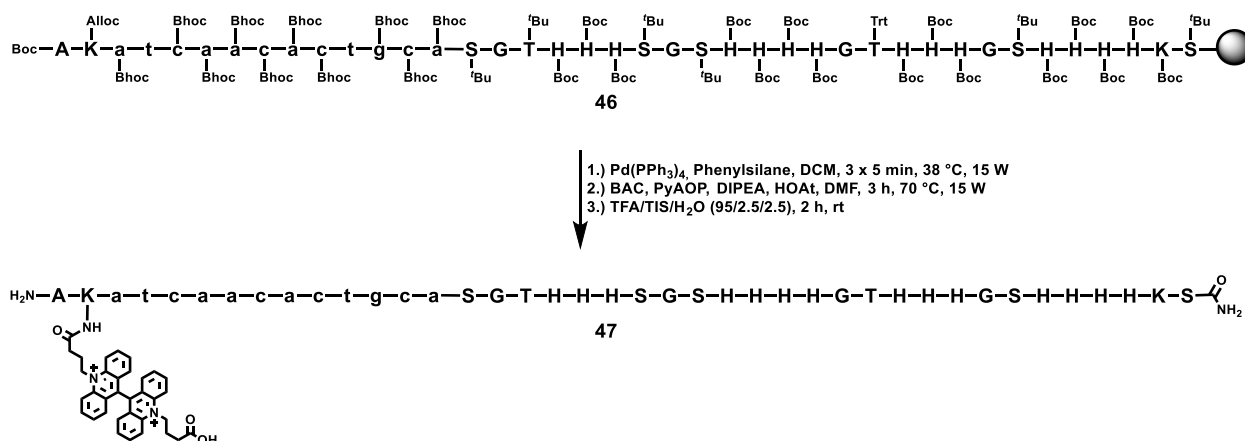 Alloc Bhoc Bhoc Bhoc Bhoc Bhoc ᵗBu Boc ᵗBu Boc Boc Trt Boc ᵗBu Boc Boc ᵗBu
Boc—A—K—a—t—C—a—a—c—a—c—t—g—c—a—S—G—T—H—H—H—S—G—S—H—H—H—H—G—T—H—H—H—G—S—H—H—H—H—K—S
Bhoc Bhoc Bhoc Bhoc Bhoc ᵗBu Boc Boc ᵗBu Boc Boc Boc Boc Boc Boc Boc
46
1.) Pd(PPh₃)₄, Phenylsilane, DCM, 3 x 5 min, 38 °C, 15 W
2.) BAC, PyAOP, DIPEA, HOAt, DMF, 3 h, 70 °C, 15 W
3.) TFA/TIS/H₂O (95/2.5/2.5), 2 h, rt
H₂N—A—K—a—t—c—a—a—c—a—c—t—g—c—a—S—G—T—H—H—H—S—G—S—H—H—H—H—G—T—H—H—H—G—S—H—H—H—H—K—S
O
NH₂
47
NH
O
N+
N+
O
OH